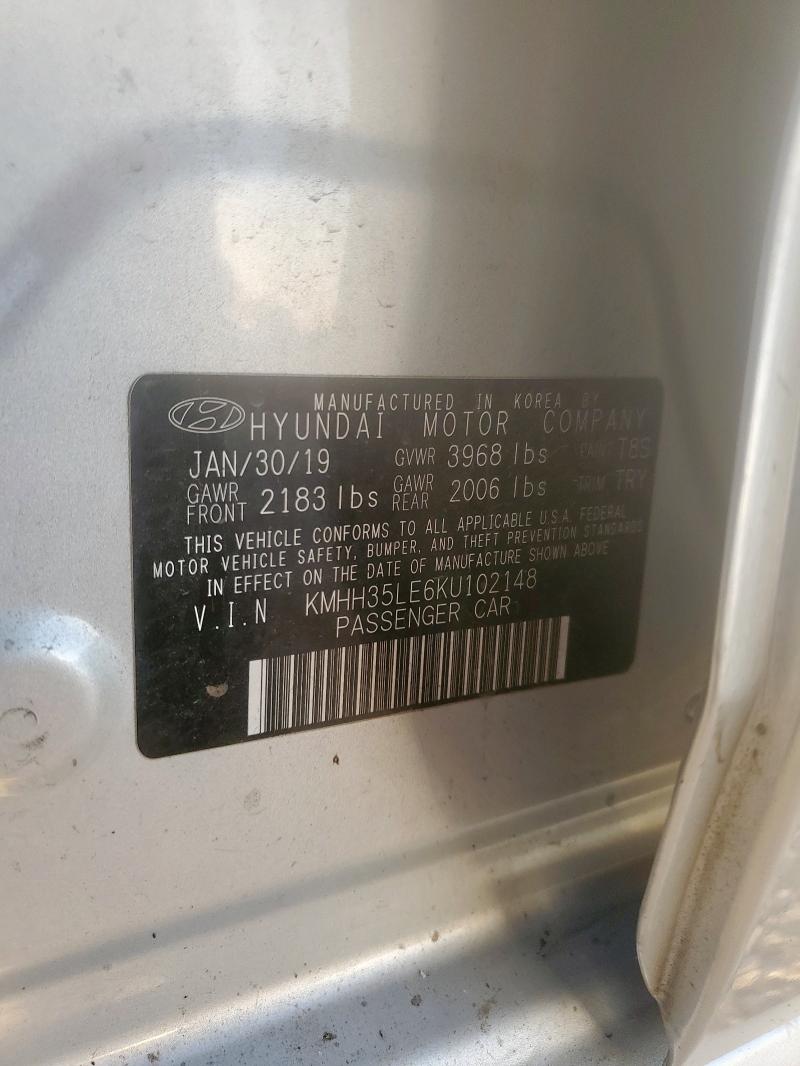 MANUFACTURED IN KOREA BY
HYUNDAI MOTOR COMPANY
JAN/30/19 GVWR 3968 lbs PAINT T8S
GAWR FRONT 2183 lbs GAWR REAR 2006 lbs TRIM TRY
THIS VEHICLE CONFORMS TO ALL APPLICABLE U.S.A. FEDERAL
MOTOR VEHICLE SAFETY, BUMPER, AND THEFT PREVENTION STANDARDS
IN EFFECT ON THE DATE OF MANUFACTURE SHOWN ABOVE
V.I.N KMHH35LE6KU102148
PASSENGER CAR